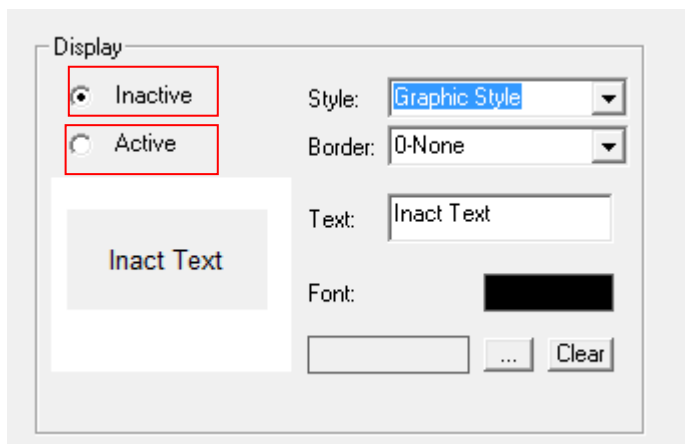 Display
Inactive
Active
Inact Text
Style: Graphic Style
Border: 0-None
Text: Inact Text
Font:
... Clear